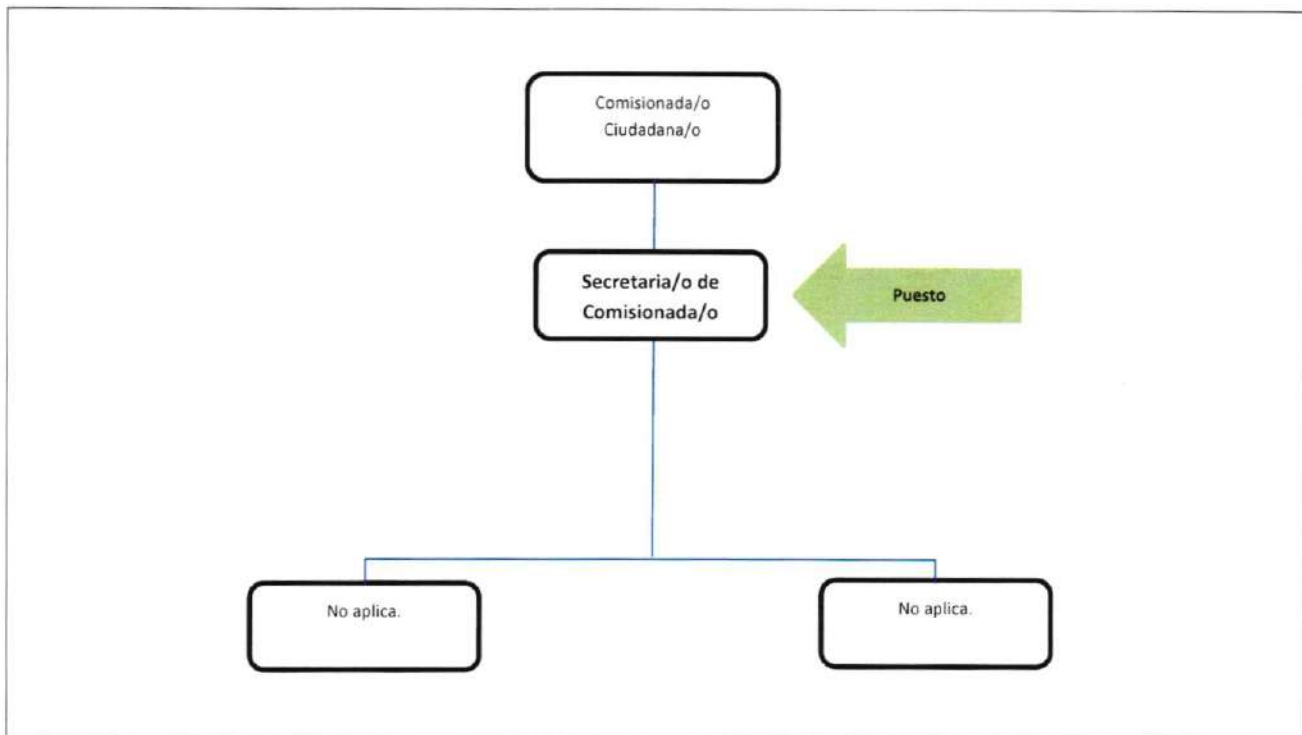 Comisionada/o
Ciudadana/o
Secretaria/o de
Comisionada/o
Puesto
No aplica.
No aplica.